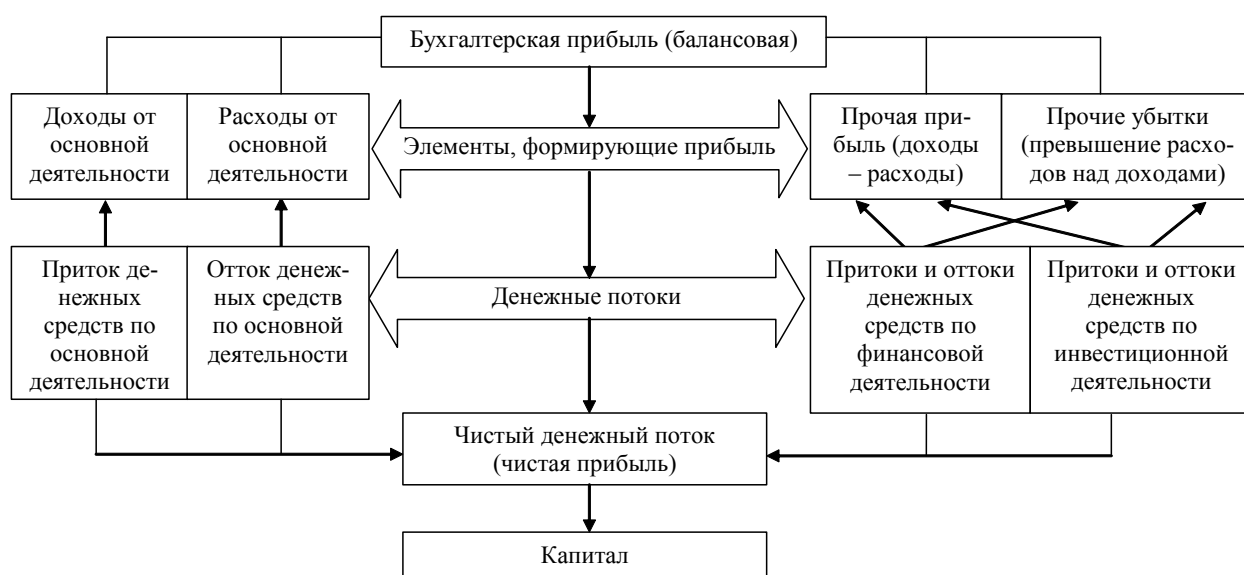 Бухгалтерская прибыль (балансовая)
Доходы от
основной
деятельности
Расходы от
основной
деятельности
Элементы, формирующие прибыль
Прочая при-
быль (доходы
– расходы)
Прочие убытки
(превышение расхо-
дов над доходами)
Приток де-
нежных
средств по
основной
деятельности
Отток денеж-
ных средств
по основной
деятельности
Денежные потоки
Притоки и оттоки
денежных
средств по
финансовой
деятельности
Притоки и оттоки
денежных
средств по
инвестиционной
деятельности
Чистый денежный поток
(чистая прибыль)
Капитал